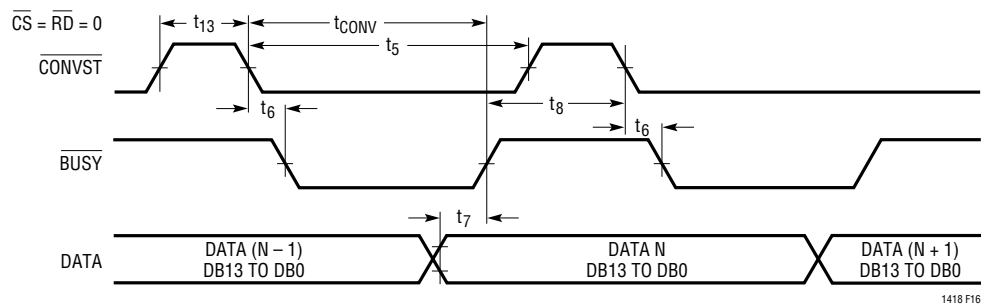 CS = RD = 0
t13
tCONV
t5
CONVST
t6
t8
t6
BUSY
t7
DATA
DATA (N – 1)
DB13 TO DB0
DATA N
DB13 TO DB0
DATA (N + 1)
DB13 TO DB0
1418 F16